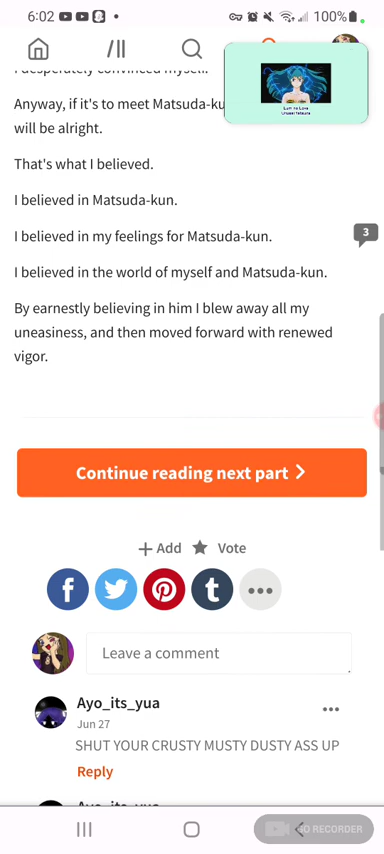 6:02
100%
I desperately convinced myself.
Anyway, if it's to meet Matsuda-ku
will be alright.
That's what I believed.
I believed in Matsuda-kun.
I believed in my feelings for Matsuda-kun.
3
I believed in the world of myself and Matsuda-kun.
By earnestly believing in him I blew away all my
uneasiness, and then moved forward with renewed
vigor.
Continue reading next part
+ Add ★ Vote
Leave a comment
Ayo_its_yua
Jun 27
SHUT YOUR CRUSTY MUSTY DUSTY ASS UP
Reply
Ayo_its_yua
GO RECORDER